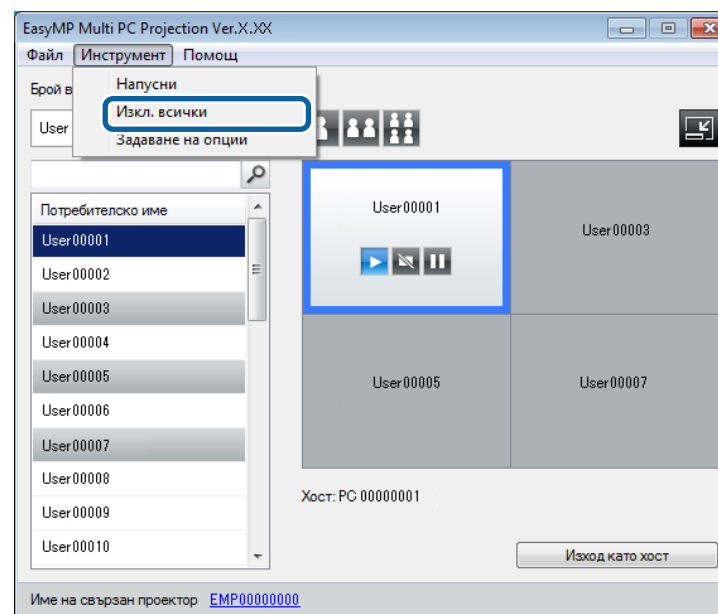 EasyMP Multi PC Projection Ver.X.XX
Файл Инструмент Помощ
Напусни
Изкл. всички
Задаване на опции
Брой в
User
Потребителско име
User00001
User00002
User00003
User00004
User00005
User00006
User00007
User00008
User00009
User00010
User00001
User00003
User00005
User00007
Хост: PC 00000001
Изход като хост
Име на свързан проектор EMP00000000